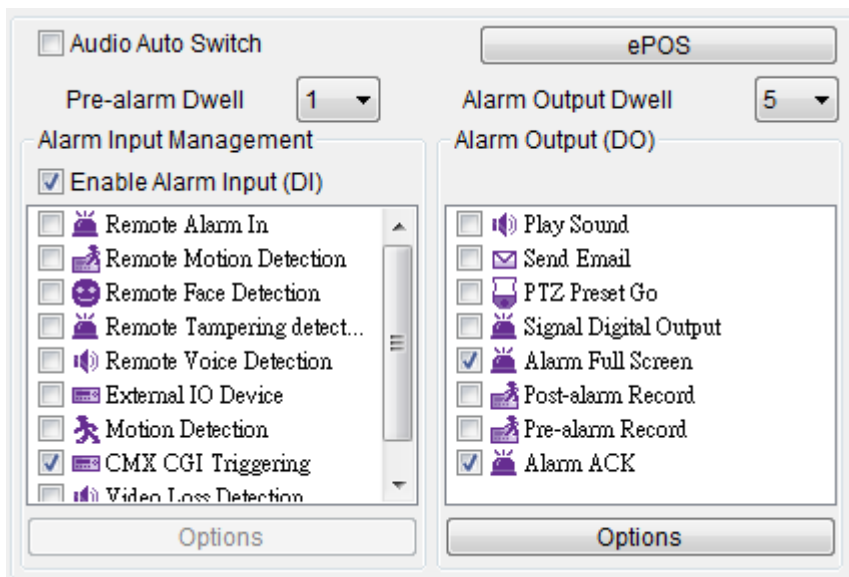 Audio Auto Switch
ePOS
Pre-alarm Dwell 1
Alarm Output Dwell 5
Alarm Input Management
Enable Alarm Input (DI)
Remote Alarm In
Remote Motion Detection
Remote Face Detection
Remote Tampering detect...
Remote Voice Detection
External IO Device
Motion Detection
CMX CGI Triggering
Video Loss Detection
Options
Alarm Output (DO)
Play Sound
Send Email
PTZ Preset Go
Signal Digital Output
Alarm Full Screen
Post-alarm Record
Pre-alarm Record
Alarm ACK
Options